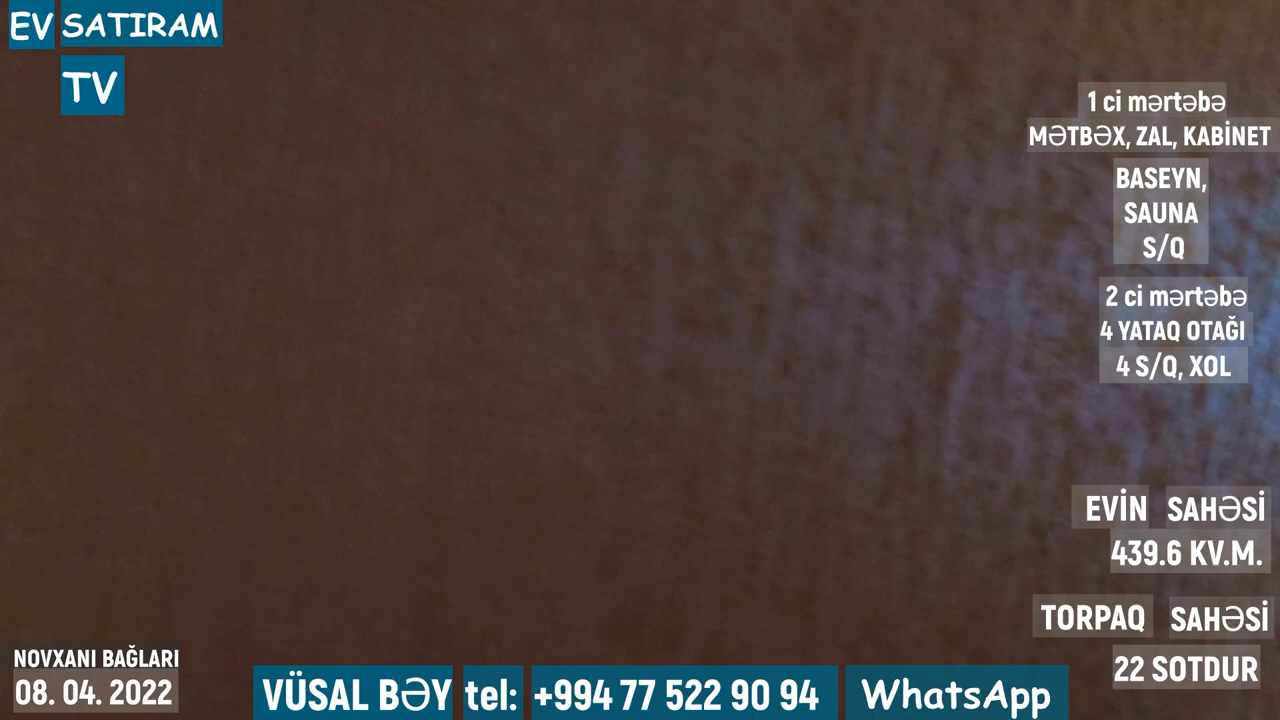 EV SATIRAM
TV
1 ci mərtəbə
MƏTBƏX, ZAL, KABİNET
BASEYN,
SAUNA
S/Q
2 ci mərtəbə
4 YATAQ OTAĞI
4 S/Q, XOL
EVİN SAHƏSİ
439.6 KV.M.
TORPAQ SAHƏSİ
22 SOTDUR
NOVXANI BAĞLARI
08. 04. 2022
VÜSAL BƏY tel: +994 77 522 90 94 WhatsApp